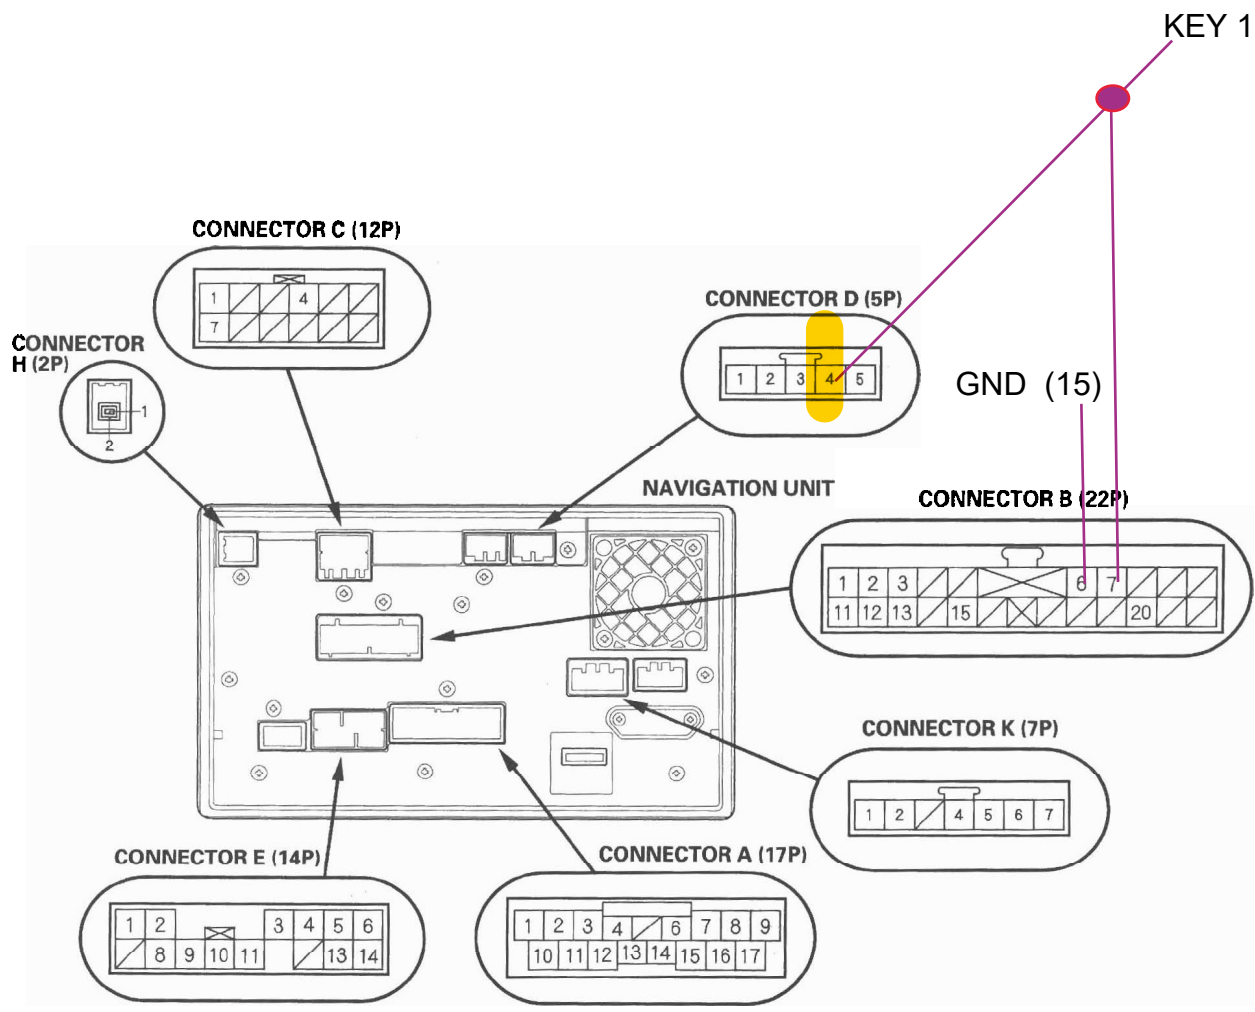 KEY 1
CONNECTOR C (12P)
1 4
7
CONNECTOR
H (2P)
1
2
CONNECTOR D (5P)
1 2 3 4 5
GND (15)
NAVIGATION UNIT
CONNECTOR B (22P)
1 2 3 6 7
11 12 13 15 20
CONNECTOR K (7P)
1 2 4 5 6 7
CONNECTOR E (14P)
1 2 3 4 5 6
8 9 10 11 13 14
CONNECTOR A (17P)
1 2 3 4 6 7 8 9
10 11 12 13 14 15 16 17